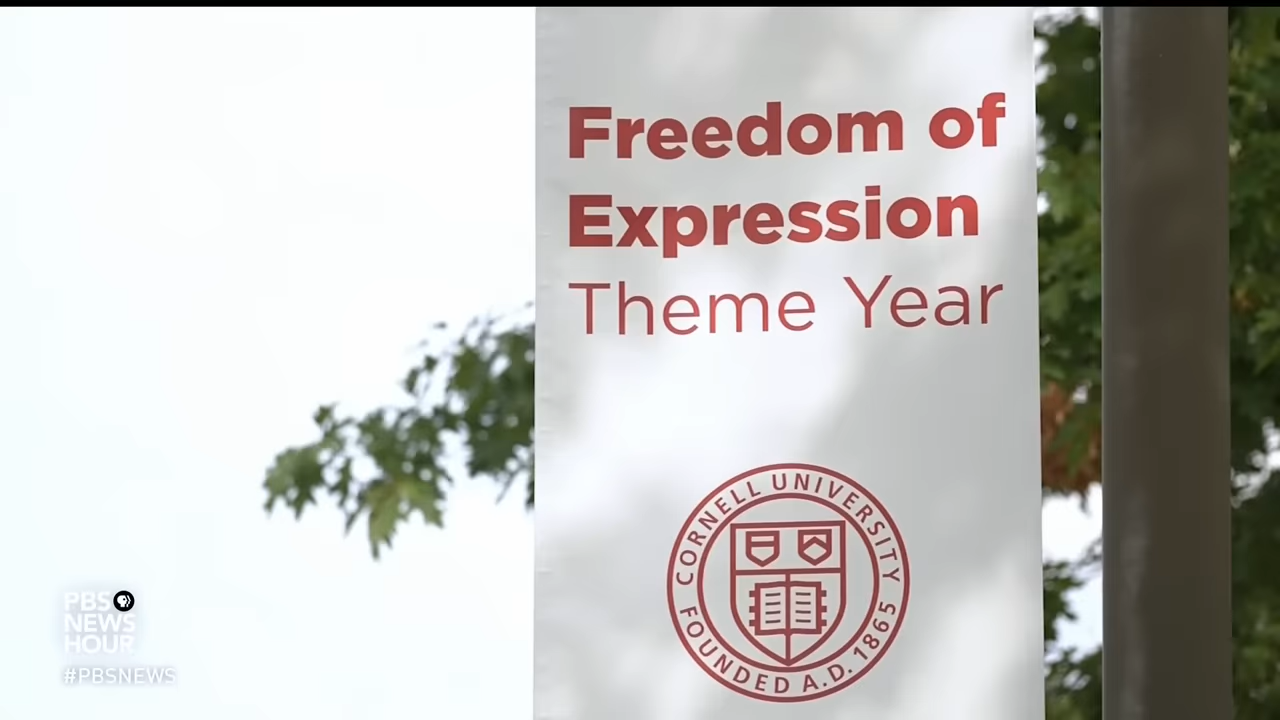 Freedom of
Expression
Theme Year
CORNELL UNIVERSITY
FOUNDED A.D. 1865
PBS
NEWS
HOUR
#PBSNEWS